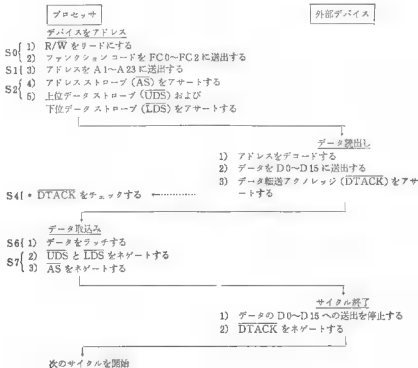 プロセッサ
外部デバイス
デバイスをアドレス
S0{ 1) R/W̅ をリードにする
2) ファンクションコードを FC0〜FC2 に送出する
S1{ 3) アドレスを A1〜A23 に送出する
S2{ 4) アドレスストローブ (A̅S̅) をアサートする
5) 上位データストローブ (U̅D̅S̅) および
下位データストローブ (L̅D̅S̅) をアサートする
データ読出し
1) アドレスをデコードする
2) データを D0〜D15 に送出する
3) データ転送アクノレッジ (D̅T̅A̅C̅K̅) をアサ
ートする
S4{ * D̅T̅A̅C̅K̅ をチェックする
データ取込み
S6{ 1) データをラッチする
S7{ 2) U̅D̅S̅ と L̅D̅S̅ をネゲートする
3) A̅S̅ をネゲートする
サイクル終了
1) データの D0〜D15 への送出を停止する
2) D̅T̅A̅C̅K̅ をネゲートする
次のサイクルを開始